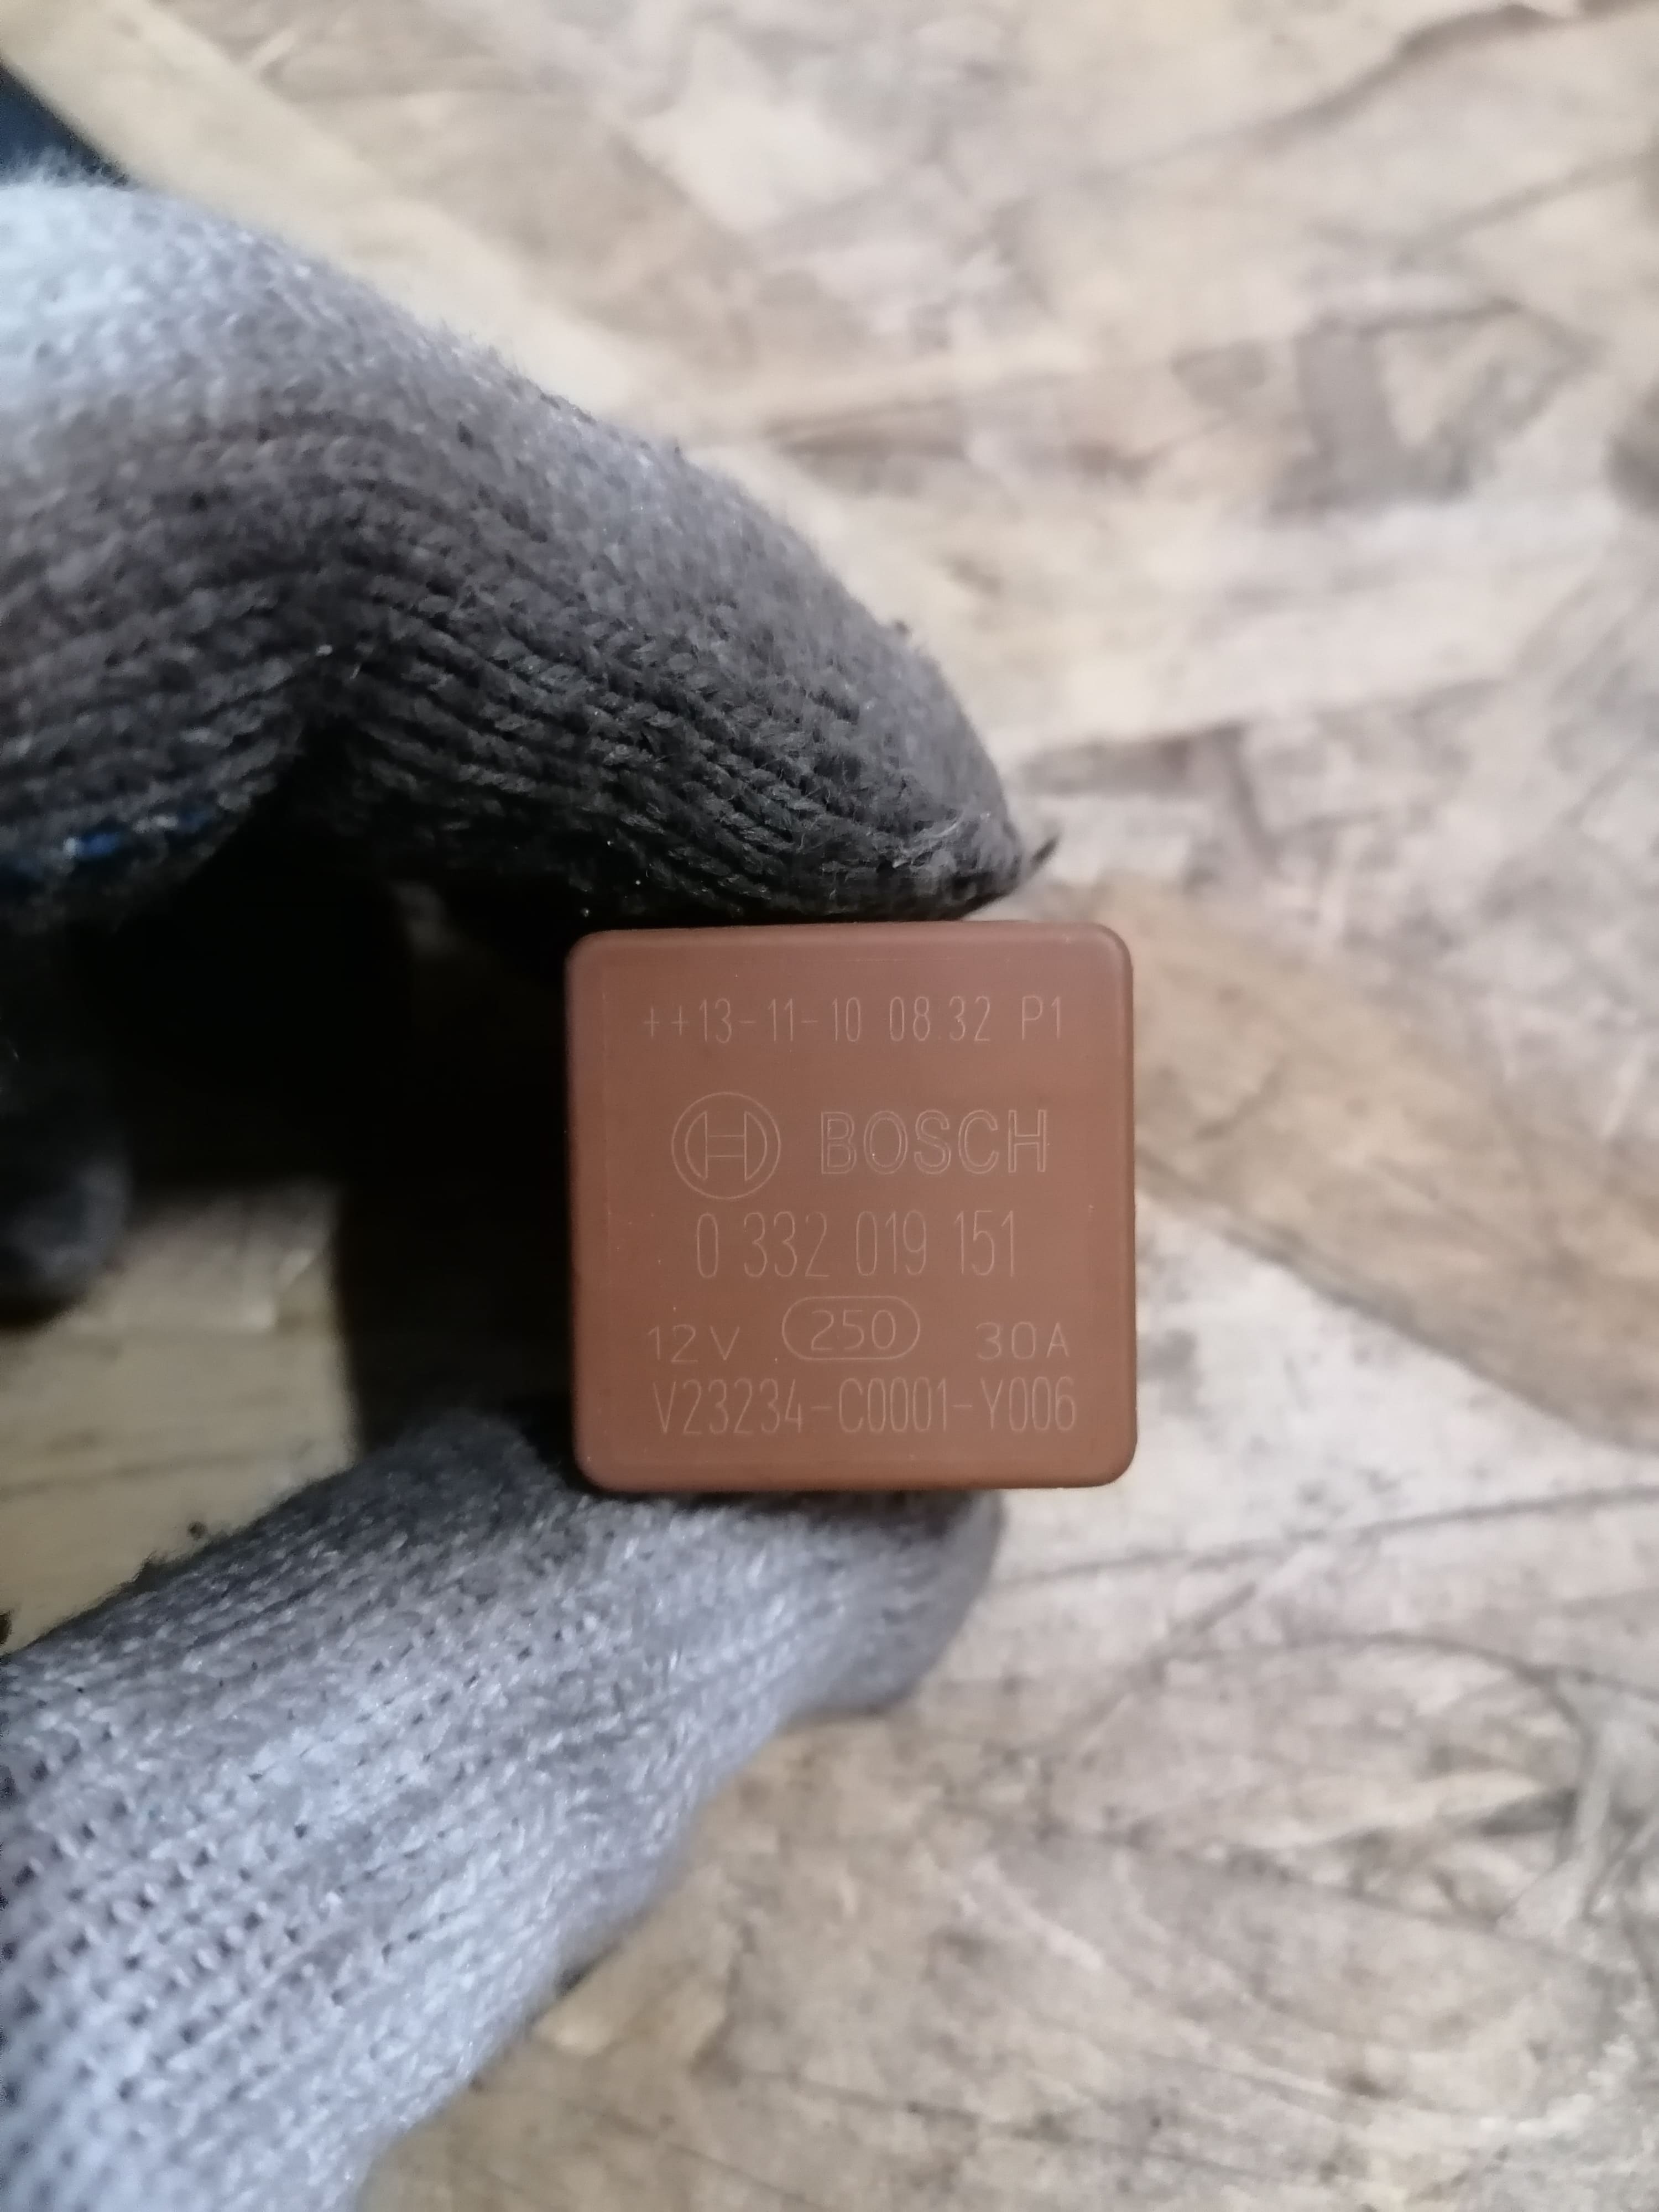 ++13-11-10 08:32 P1
BOSCH
0 332 019 151
12V 250 30A
V23234-C0001-Y006